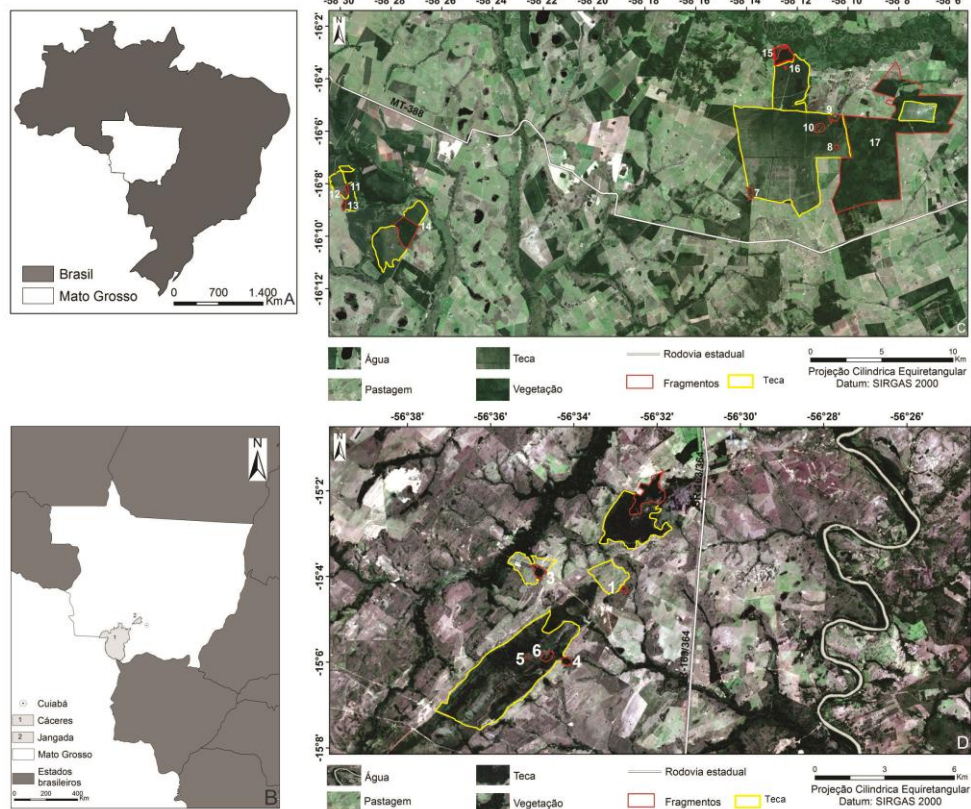 Brasil
Mato Grosso
0 700 1.400
Km
A
N
Cuiabá
1 Cáceres
2 Jangada
Mato Grosso
Estados
brasileiros
0 200 400
Km
B
1
2
-58°30 -58°28 -58°24 -58°22 -58°20 -58°18 -58°16 -58°14 -58°12 -58°8 -58°6
-16°2'
-16°4'
-16°6'
-16°8'
-16°10'
-16°12'
N
MT-388
15
16
9
10
8
17
7
11
12
13
14
C
Água
Teca
Rodovia estadual
0 5 10
Km
Pastagem
Vegetação
Fragmentos
Teca
Projeção Cilindrica Equiretangular
Datum: SIRGAS 2000
-56°38' -56°36' -56°34' -56°32' -56°30' -56°28' -56°26'
-15°2'
-15°4'
-15°6'
-15°8'
N
3
1
5
6
4
D
Água
Teca
Rodovia estadual
0 3 6
Km
Pastagem
Vegetação
Fragmentos
Teca
Projeção Cilindrica Equiretangular
Datum: SIRGAS 2000